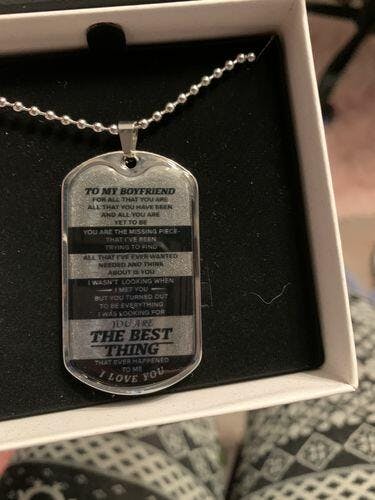 TO MY BOYFRIEND
FOR ALL THAT YOU ARE
ALL THAT YOU HAVE BEEN
AND ALL YOU ARE
YET TO BE
YOU ARE THE MISSING PIECE
THAT I'VE BEEN
TRYING TO FIND
ALL THAT I'VE EVER WANTED
NEEDED AND THINK
ABOUT IS YOU
I WASN'T LOOKING WHEN
I MET YOU
BUT YOU TURNED OUT
TO BE EVERYTHING
I WAS LOOKING FOR
YOU ARE
THE BEST
THING
THAT EVER HAPPENED
TO ME
I LOVE YOU